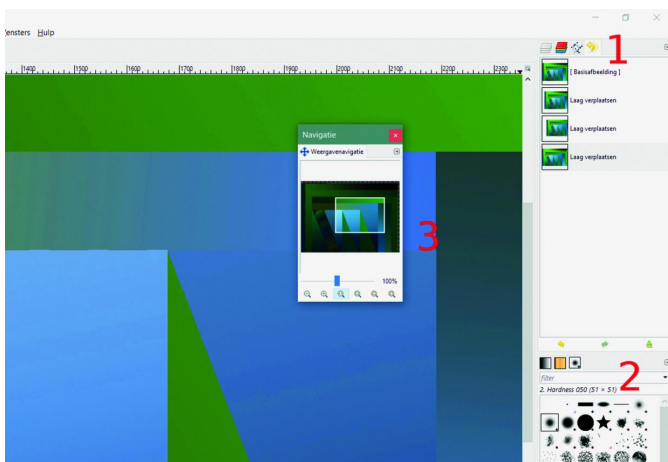 Vensters Hulp
1400 1500 1600 1700 1800 1900 2000 2100 2200 2300
1
[ Basisafbeelding ]
Laag verplaatsen
Laag verplaatsen
Laag verplaatsen
Navigatie
Weergavenavigatie
3
100%
2
filter
2. Hardness 050 (51 × 51)